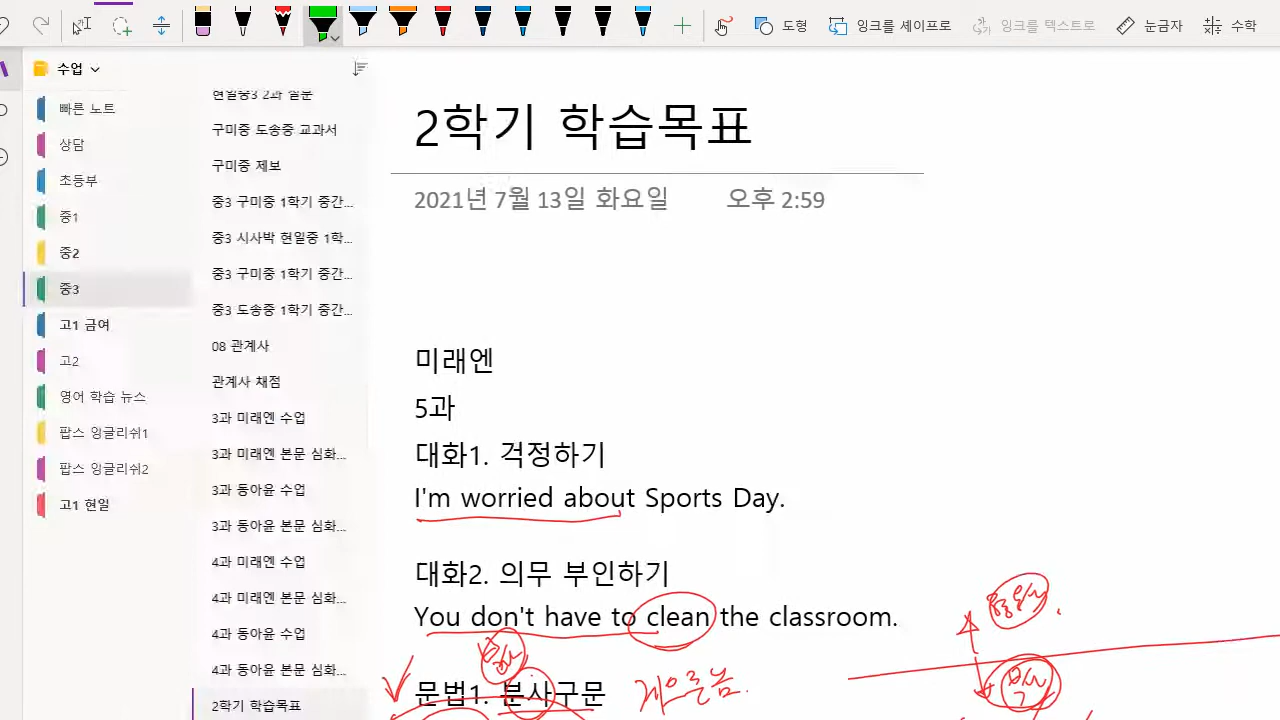 도형
잉크를 셰이프로
잉크를 텍스트로
눈금자
수학
수업
빠른 노트
상담
초등부
중1
중2
중3
고1 금여
고2
영어 학습 뉴스
팝스 잉글리쉬1
팝스 잉글리쉬2
고1 현일
현일중3 2과 질문
구미중 도송중 교과서
구미중 제보
중3 구미중 1학기 중간...
중3 시사박 현일중 1학...
중3 구미중 1학기 중간...
중3 도송중 1학기 중간...
08 관계사
관계사 채점
3과 미래엔 수업
3과 미래엔 본문 심화...
3과 동아윤 수업
3과 동아윤 본문 심화...
4과 미래엔 수업
4과 미래엔 본문 심화...
4과 동아윤 수업
4과 동아윤 본문 심화...
2학기 학습목표
2학기 학습목표
2021년 7월 13일 화요일 오후 2:59
미래엔
5과
대화1. 걱정하기
I'm worried about Sports Day.
대화2. 의무 부인하기
You don't have to clean the classroom.
문법1. 분사구문 게으른놈.